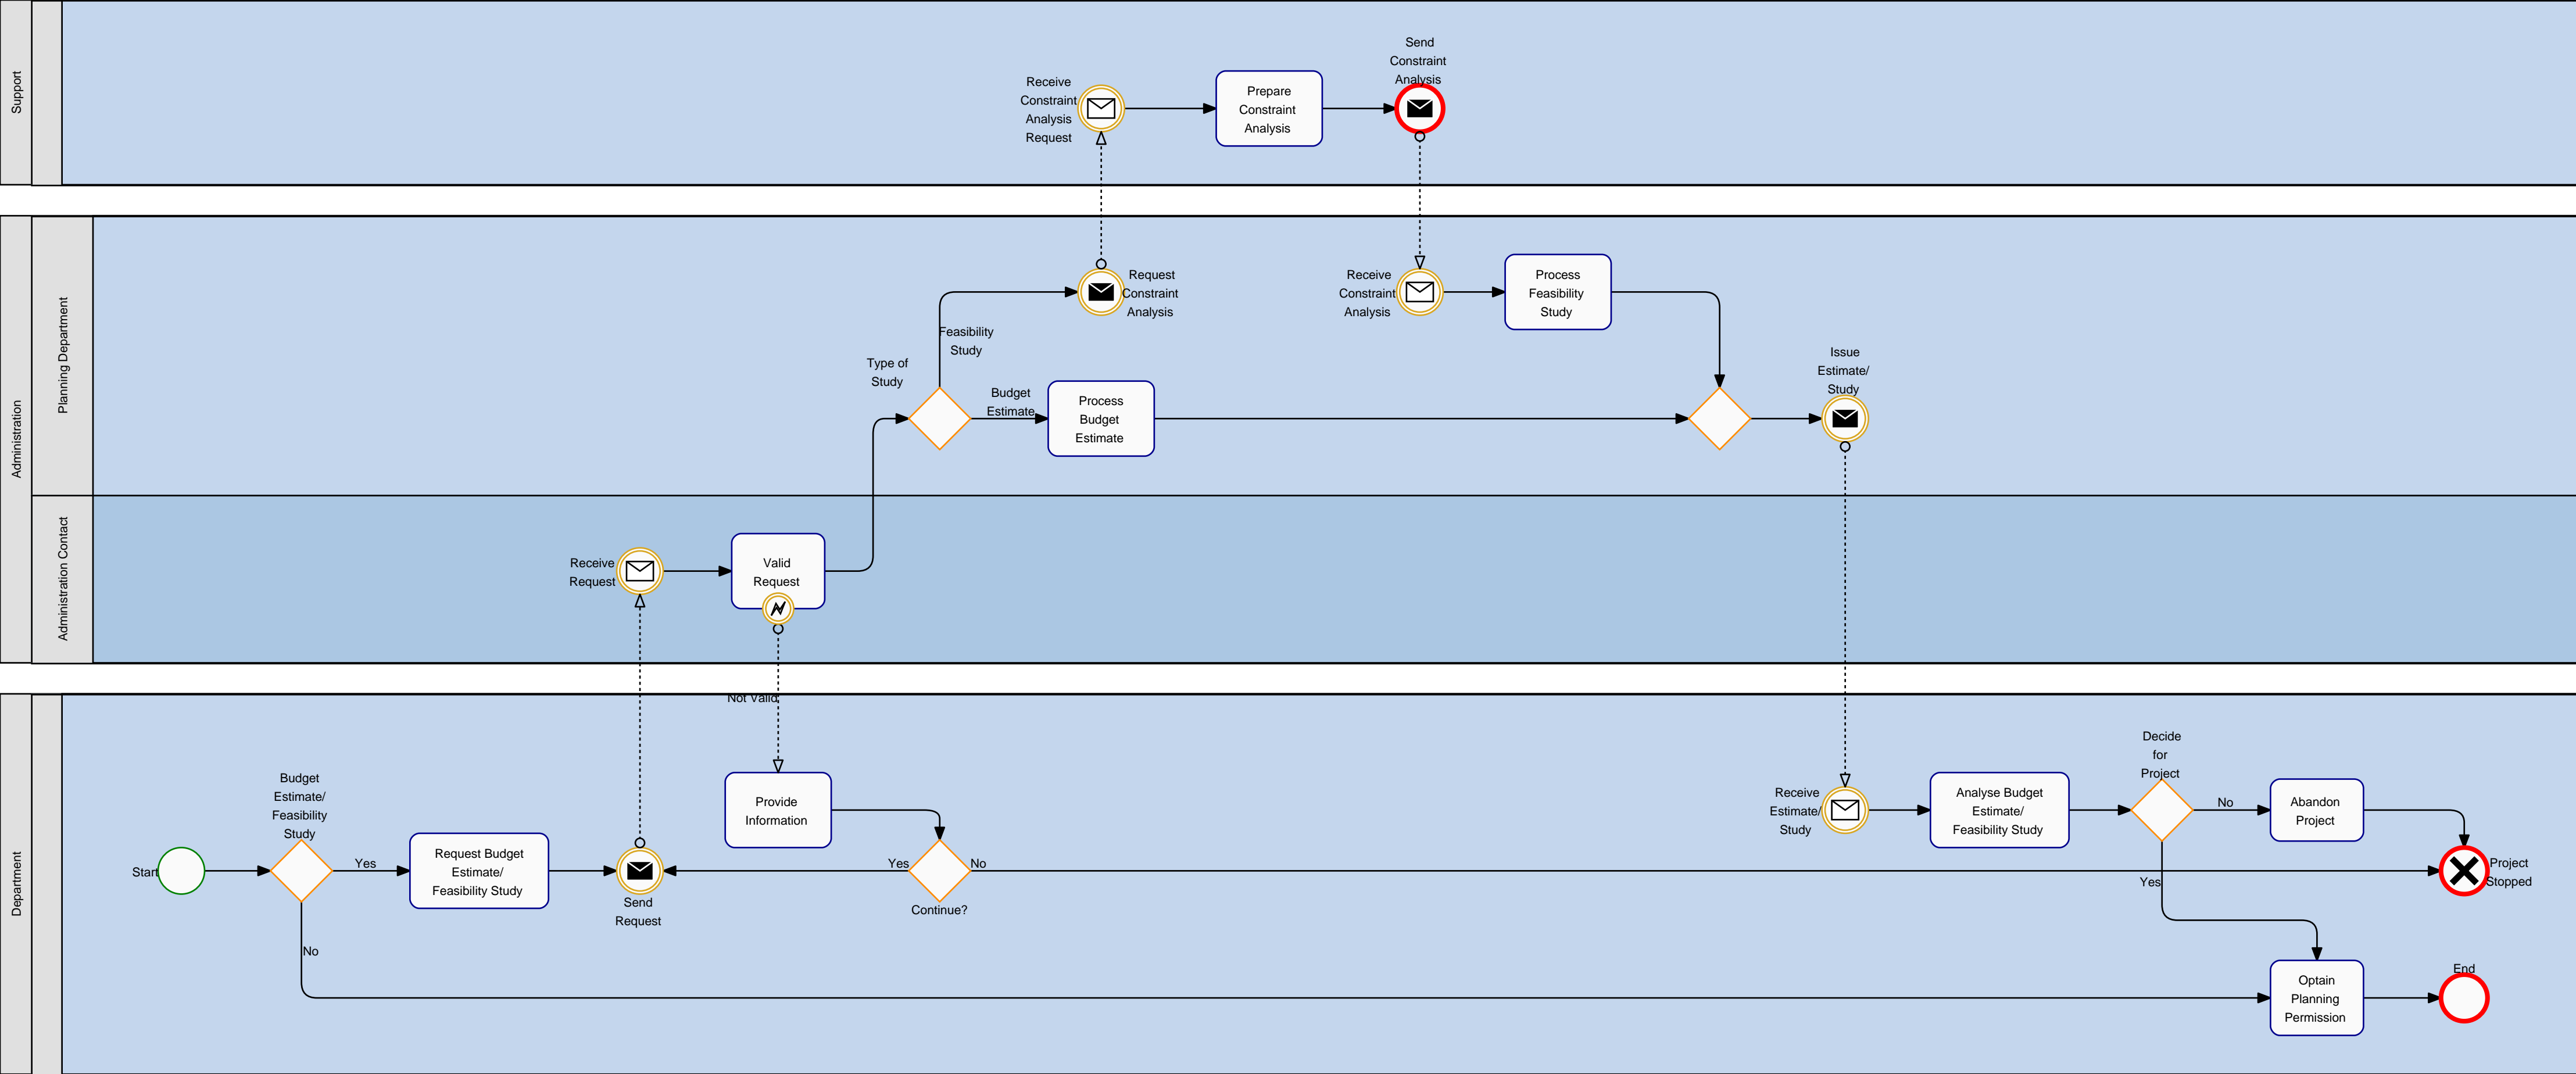 Support
Receive
Constraint
Analysis
Request
Prepare
Constraint
Analysis
Send
Constraint
Analysis
Administration
Planning Department
Type of
Study
Feasibility
Study
Request
Constraint
Analysis
Budget
Estimate
Process
Budget
Estimate
Receive
Constraint
Analysis
Process
Feasibility
Study
Issue
Estimate/
Study
Administration Contact
Receive
Request
Valid
Request
Not Valid
Department
Start
Budget
Estimate/
Feasibility
Study
Yes
No
Request Budget
Estimate/
Feasibility Study
Send
Request
Provide
Information
Yes
No
Continue?
Receive
Estimate/
Study
Analyse Budget
Estimate/
Feasibility Study
Decide
for
Project
No
Yes
Abandon
Project
Project
Stopped
Optain
Planning
Permission
End